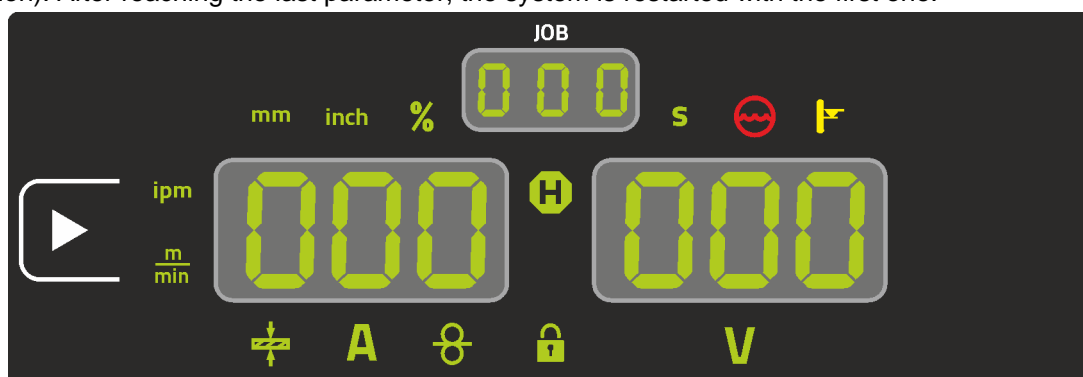 on). After reaching the last parameter, the system is restarted with the first one.
JOB
000
mm inch % s
ipm 000 H 000
m
min
A V